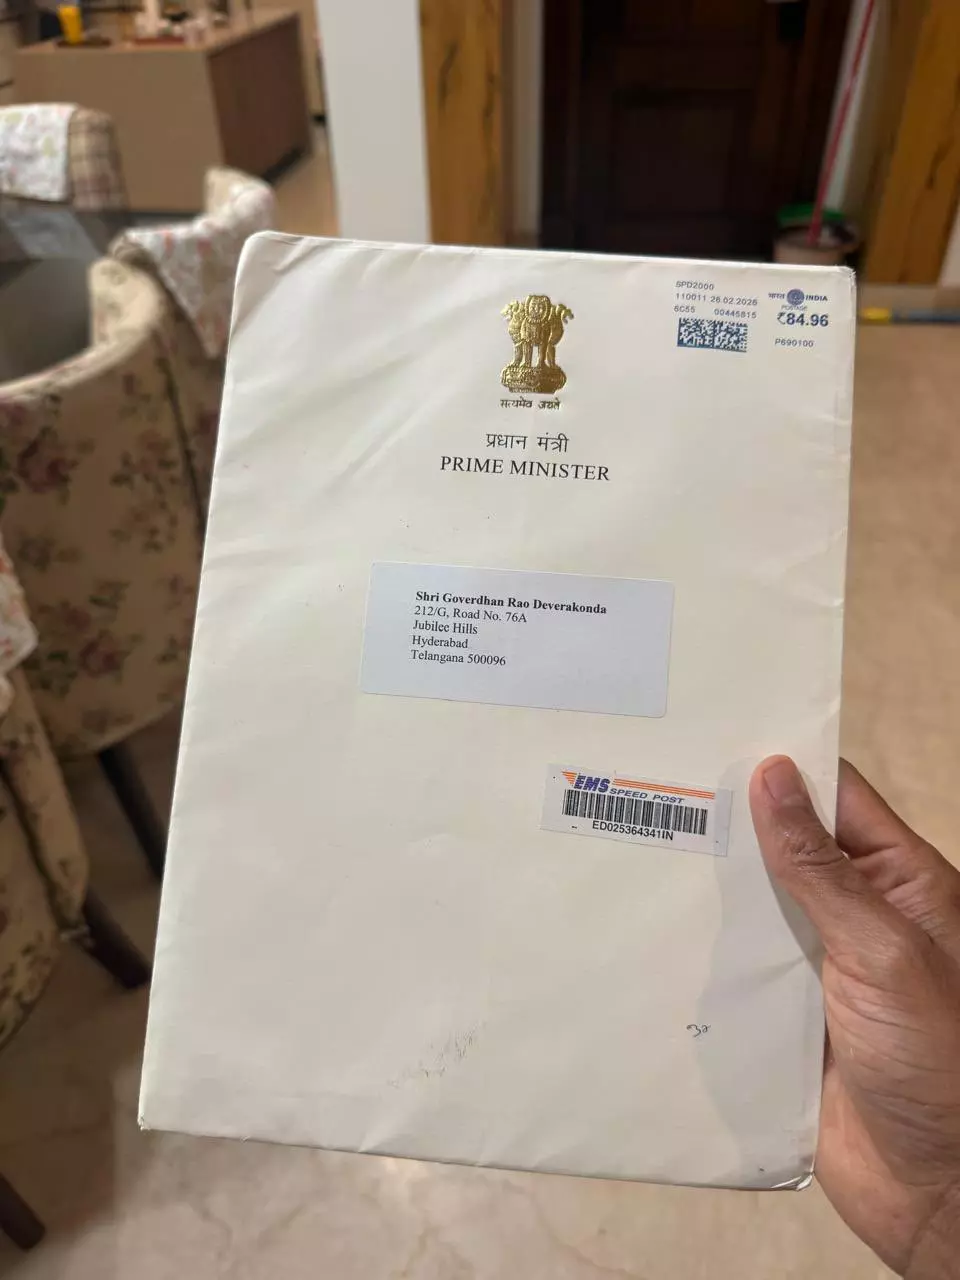 SPD2000
110011 26.02.2026
6C55 00445815
भारत INDIA
POSTAGE
₹84.96
P690100
सत्यमेव जयते
प्रधान मंत्री
PRIME MINISTER
Shri Goverdhan Rao Deverakonda
212/G, Road No. 76A
Jubilee Hills
Hyderabad
Telangana 500096
EMS SPEED POST
ED025364341IN